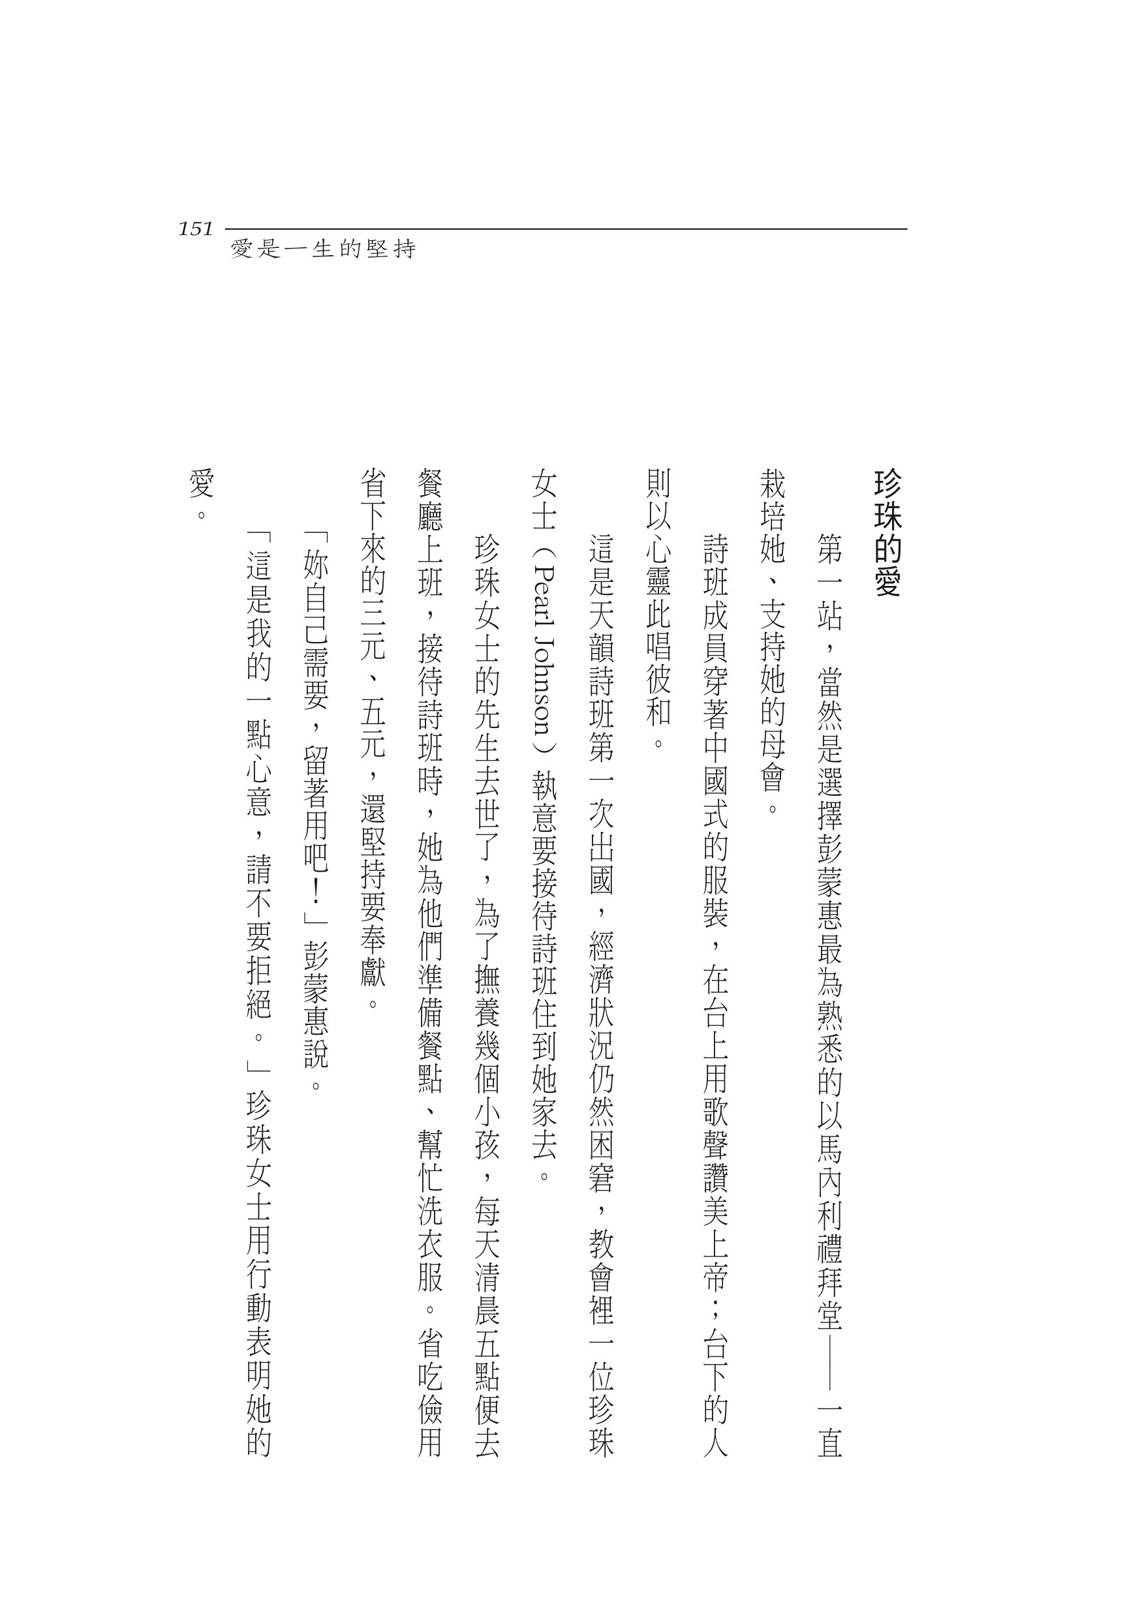 151
愛是一生的堅持
珍珠的愛
第一站，當然是選擇彭蒙惠最為熟悉的以馬內利禮拜堂——一直
栽培她、支持她的母會。
詩班成員穿著中國式的服裝，在台上用歌聲讚美上帝；台下的人
則以心靈此唱彼和。
這是天韻詩班第一次出國，經濟狀況仍然困窘，教會裡一位珍珠
女士（Pearl Johnson）執意要接待詩班住到她家去。
珍珠女士的先生去世了，為了撫養幾個小孩，每天清晨五點便去
餐廳上班，接待詩班時，她為他們準備餐點、幫忙洗衣服。省吃儉用
省下來的三元、五元，還堅持要奉獻。
「妳自己需要，留著用吧！」彭蒙惠說。
「這是我的一點心意，請不要拒絕。」珍珠女士用行動表明她的
愛。